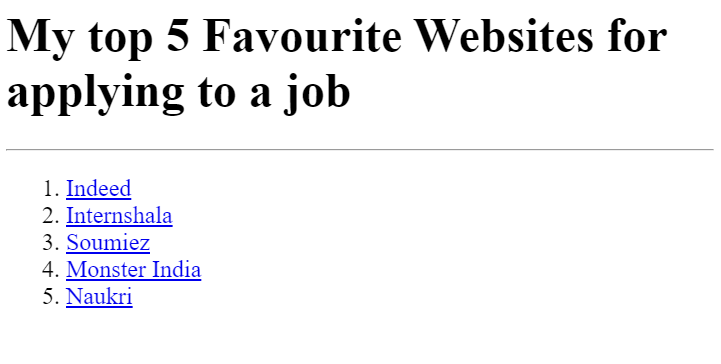 My top 5 Favourite Websites for
applying to a job
1. Indeed
2. Internshala
3. Soumiez
4. Monster India
5. Naukri